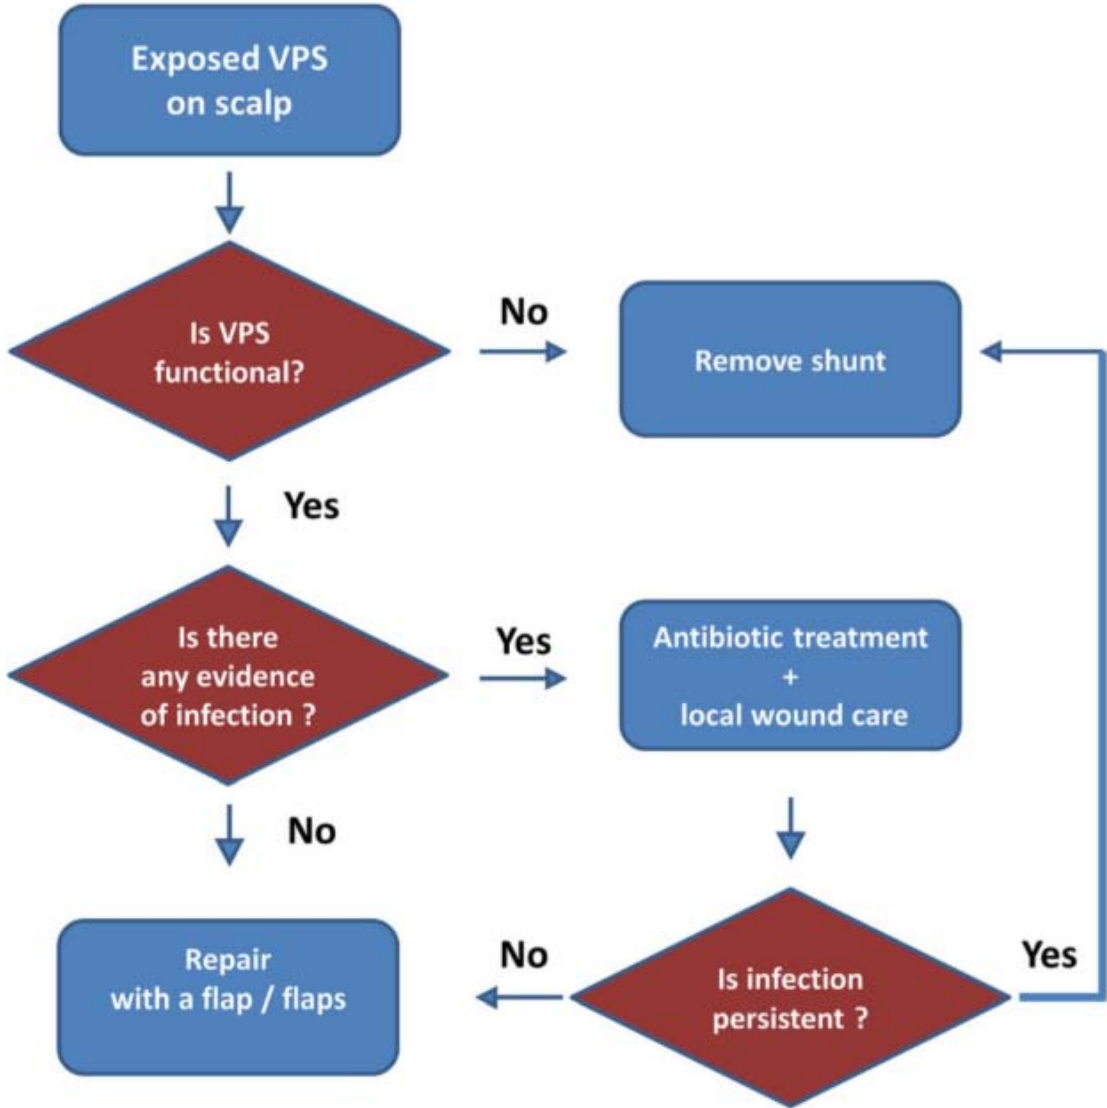 Exposed VPS
on scalp
Is VPS
functional?
No
Remove shunt
Yes
Is there
any evidence
of infection ?
Yes
Antibiotic treatment
+
local wound care
No
Repair
with a flap / flaps
No
Is infection
persistent ?
Yes